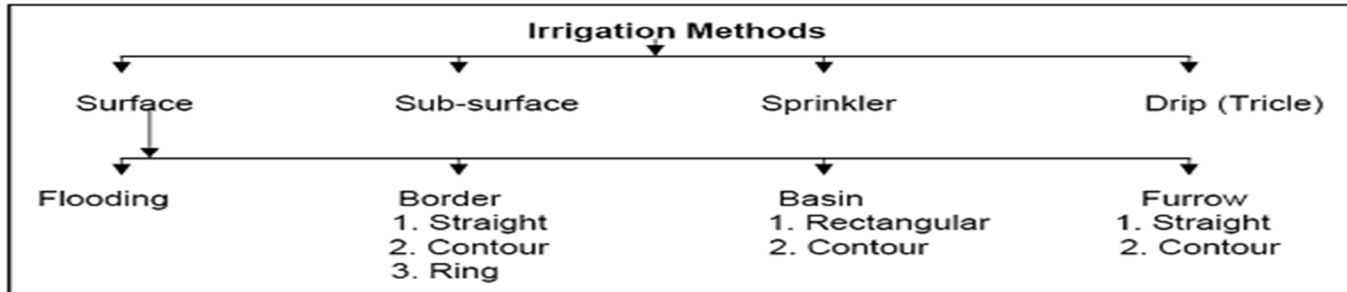 Irrigation Methods
Surface Sub-surface Sprinkler Drip (Tricle)
Flooding Border Basin Furrow
1. Straight 1. Rectangular 1. Straight
2. Contour 2. Contour 2. Contour
3. Ring